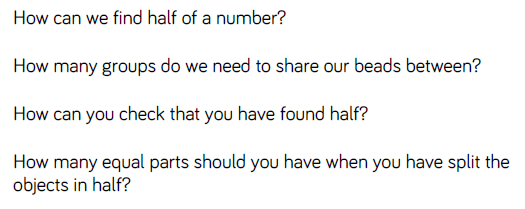 How can we find half of a number?
How many groups do we need to share our beads between?
How can you check that you have found half?
How many equal parts should you have when you have split the
objects in half?